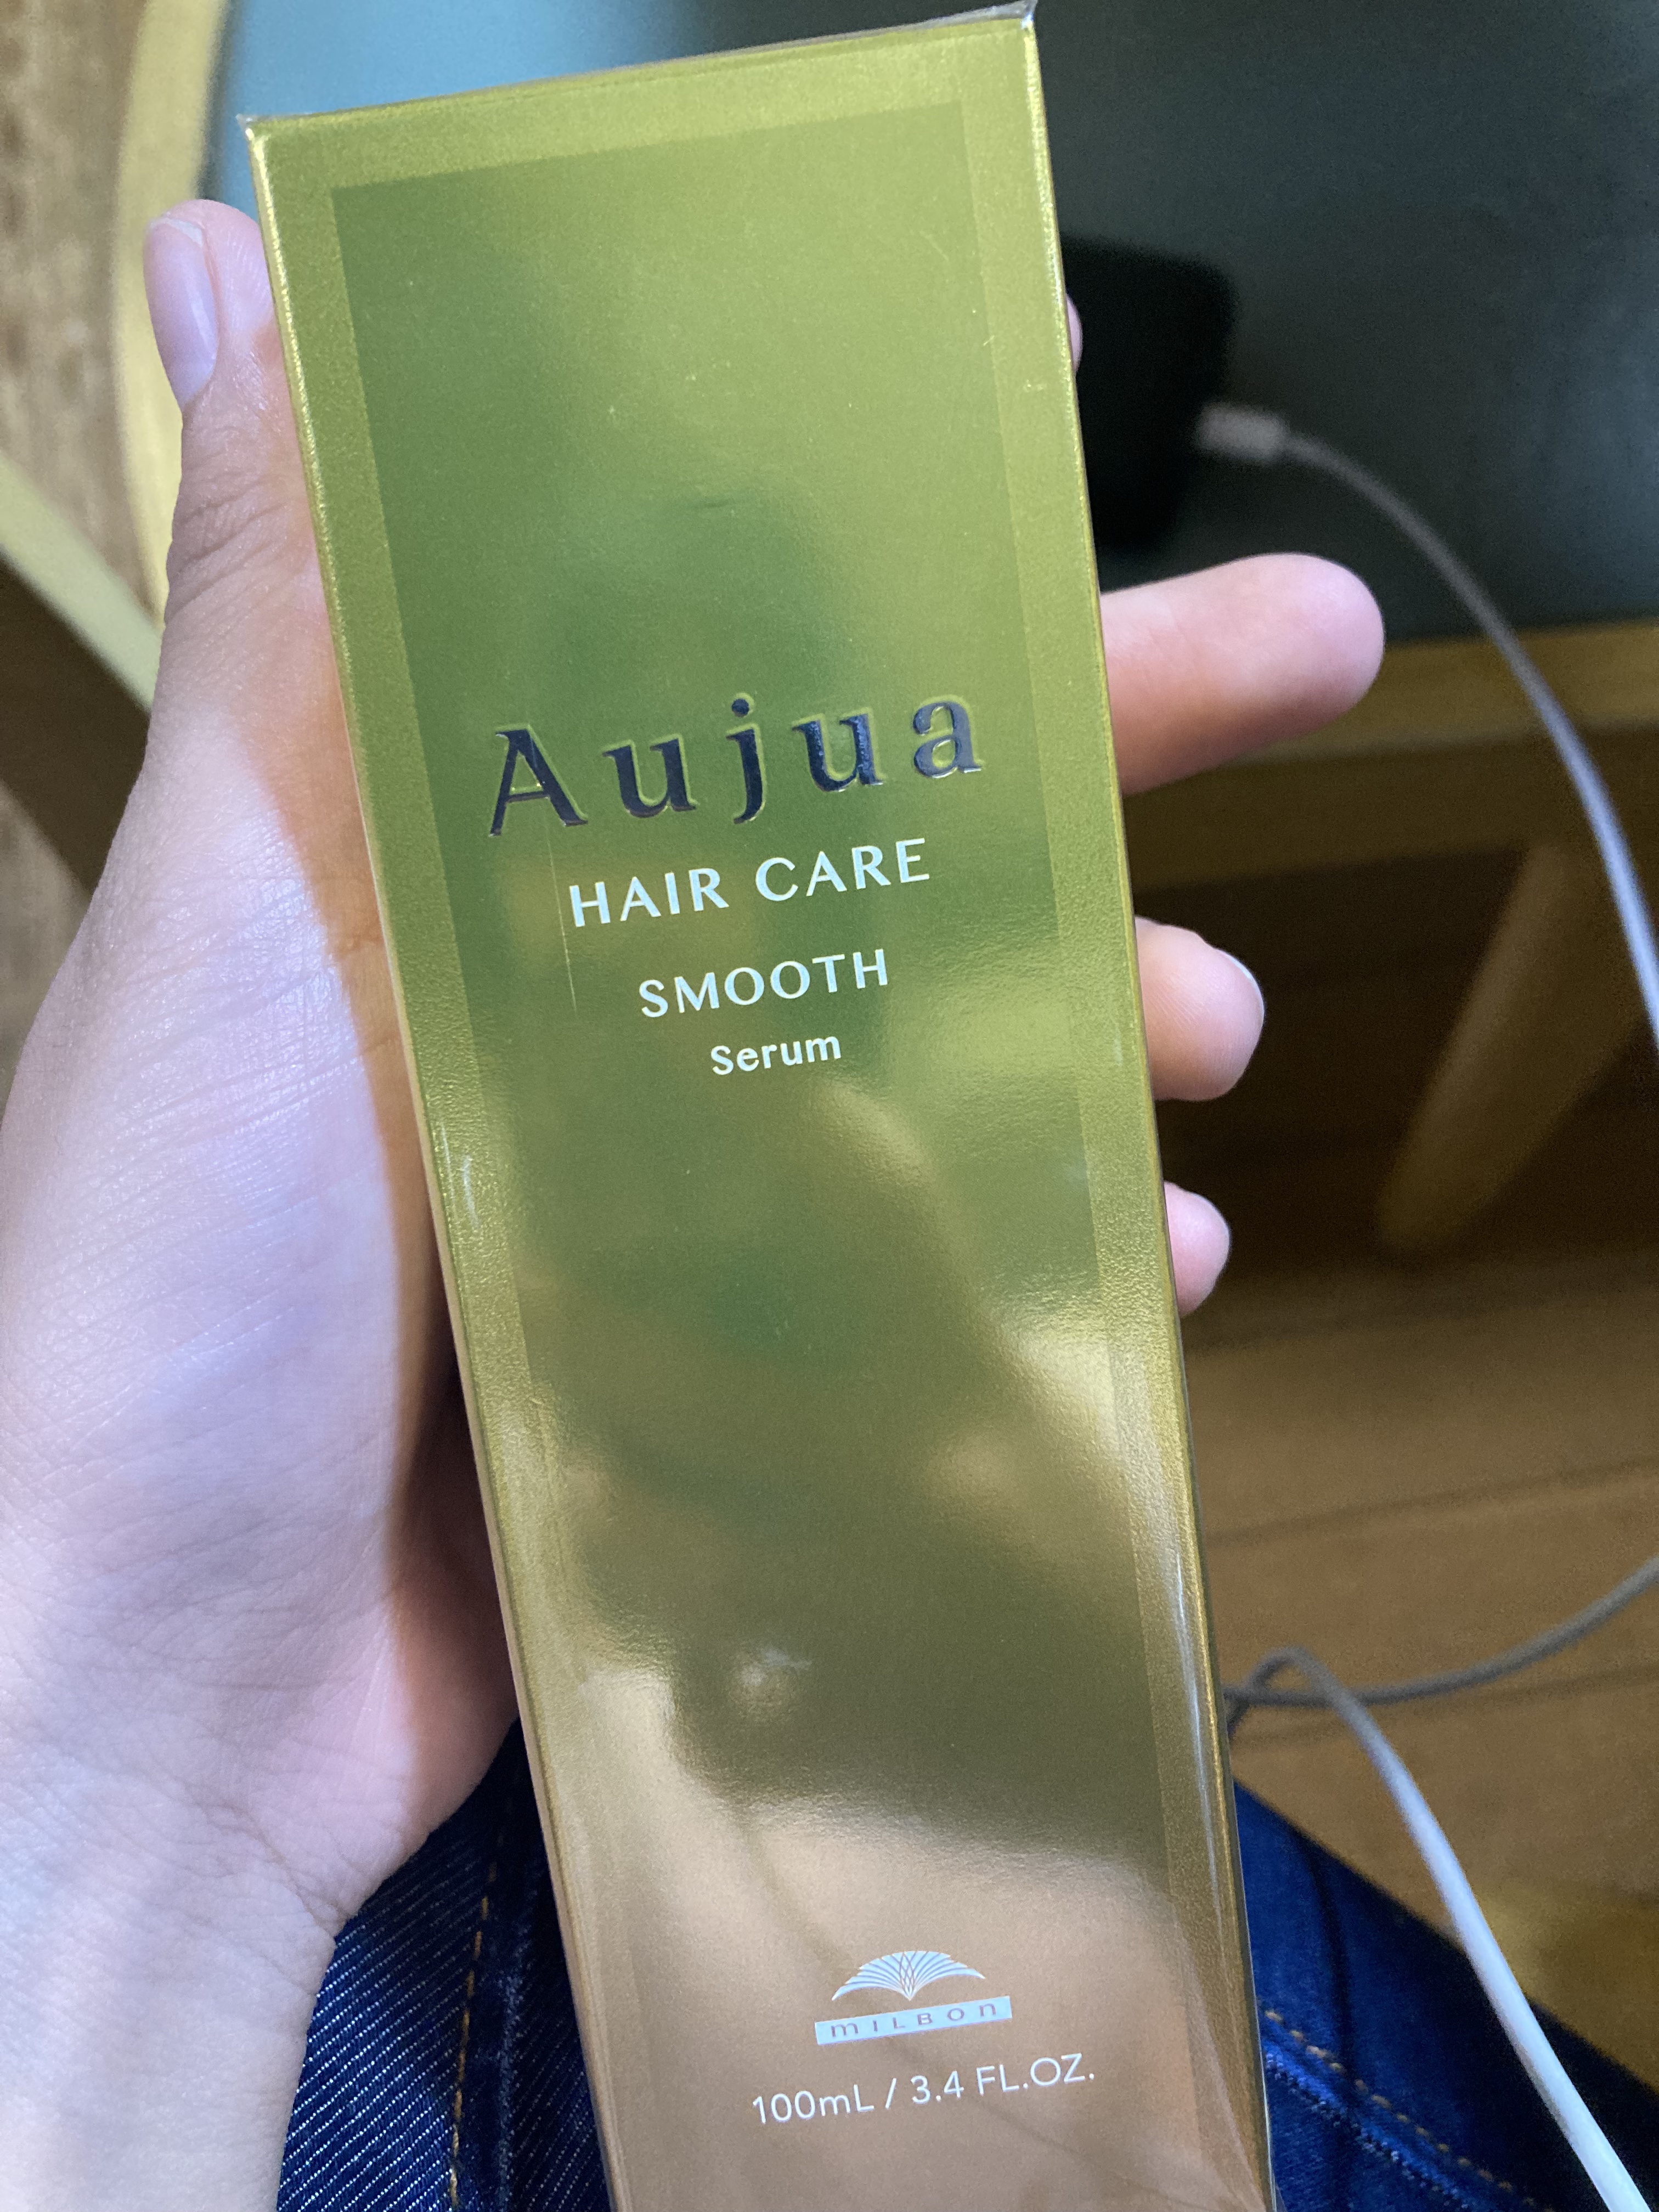 Aujua
HAIR CARE
SMOOTH
Serum
MILBON
100mL / 3.4 FL.OZ.